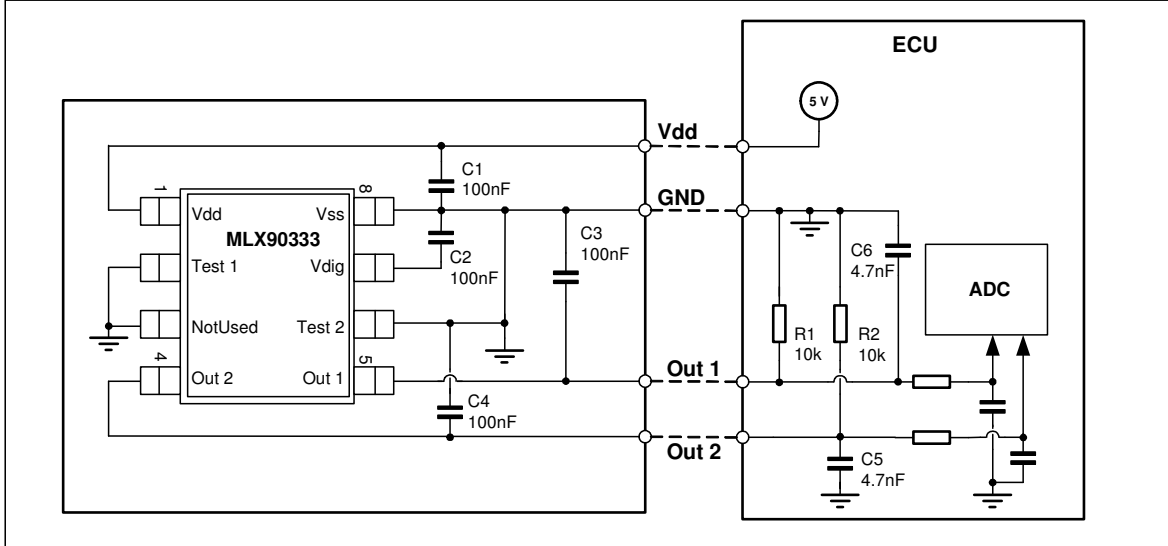 ECU
5 V
Vdd
C1
100nF
1
8
Vdd
Vss
GND
MLX90333
C3
100nF
C2
100nF
Test 1
Vdig
C6
4.7nF
ADC
NotUsed
Test 2
R1
10k
R2
10k
4
5
Out 2
Out 1
Out 1
C4
100nF
Out 2
C5
4.7nF